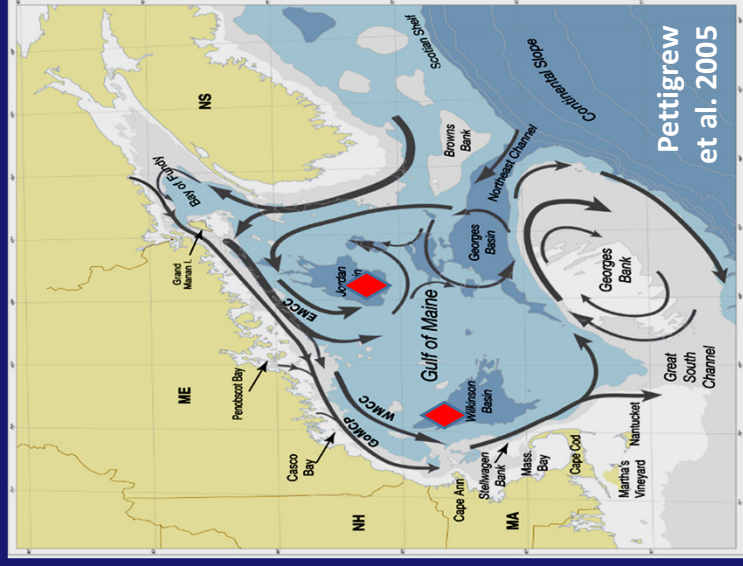 Pettigrew
et al. 2005
Scotian Shelf
Continental Slope
NS
Bay of Fundy
Browns
Bank
Northeast Channel
Grand
Manan I.
Georges
Basin
Georges
Bank
Jordan
EMCC
Gulf of Maine
ME
Penobscot Bay
WMCC
GoMCP
Wilkinson
Basin
Great
South
Channel
Casco
Bay
NH
Cape Ann
Stellwagen
Bank
Mass.
Bay
Cape Cod
Nantucket
MA
Martha's
Vineyard